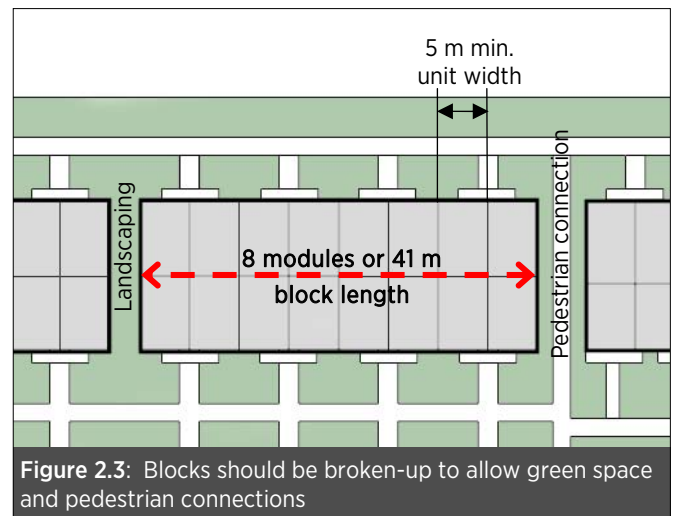 5 m min.
unit width
Landscaping
8 modules or 41 m
block length
Pedestrian connection
Figure 2.3: Blocks should be broken-up to allow green space
and pedestrian connections